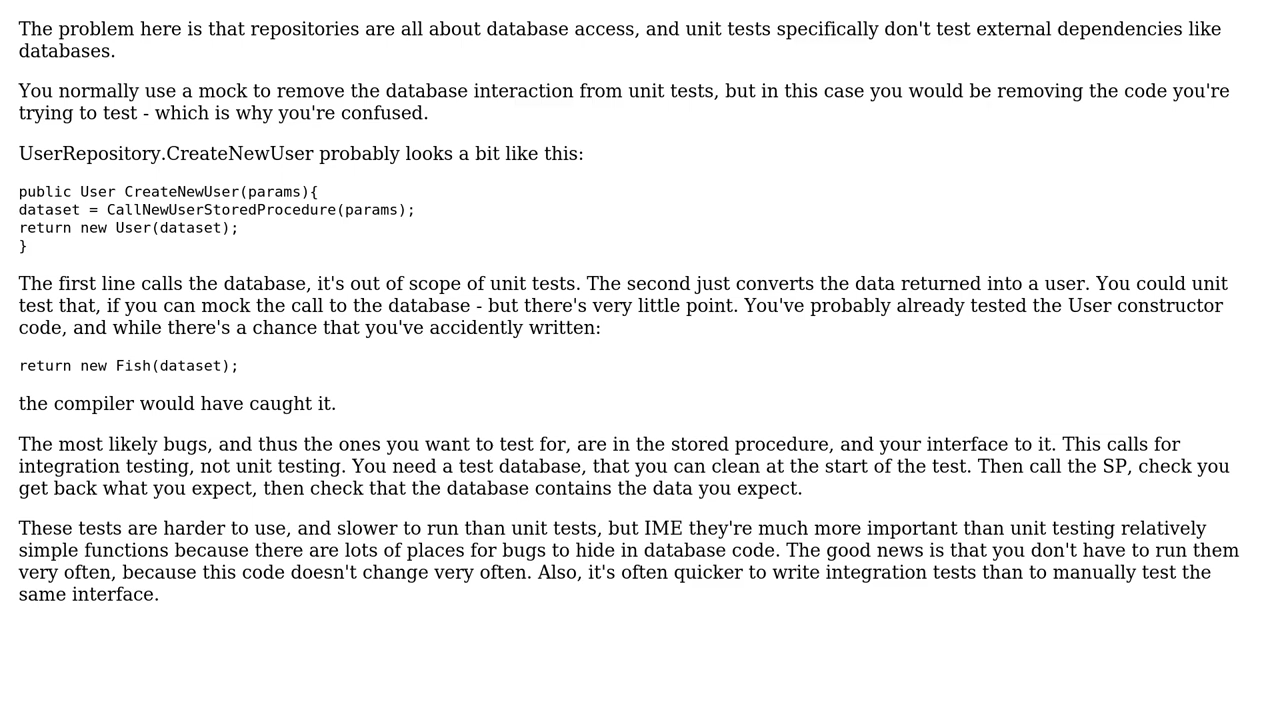 The problem here is that repositories are all about database access, and unit tests specifically don't test external dependencies like
databases.
You normally use a mock to remove the database interaction from unit tests, but in this case you would be removing the code you're
trying to test - which is why you're confused.
UserRepository.CreateNewUser probably looks a bit like this:
public User CreateNewUser(params){
dataset = CallNewUserStoredProcedure(params);
return new User(dataset);
}
The first line calls the database, it's out of scope of unit tests. The second just converts the data returned into a user. You could unit
test that, if you can mock the call to the database - but there's very little point. You've probably already tested the User constructor
code, and while there's a chance that you've accidently written:
return new Fish(dataset);
the compiler would have caught it.
The most likely bugs, and thus the ones you want to test for, are in the stored procedure, and your interface to it. This calls for
integration testing, not unit testing. You need a test database, that you can clean at the start of the test. Then call the SP, check you
get back what you expect, then check that the database contains the data you expect.
These tests are harder to use, and slower to run than unit tests, but IME they're much more important than unit testing relatively
simple functions because there are lots of places for bugs to hide in database code. The good news is that you don't have to run them
very often, because this code doesn't change very often. Also, it's often quicker to write integration tests than to manually test the
same interface.